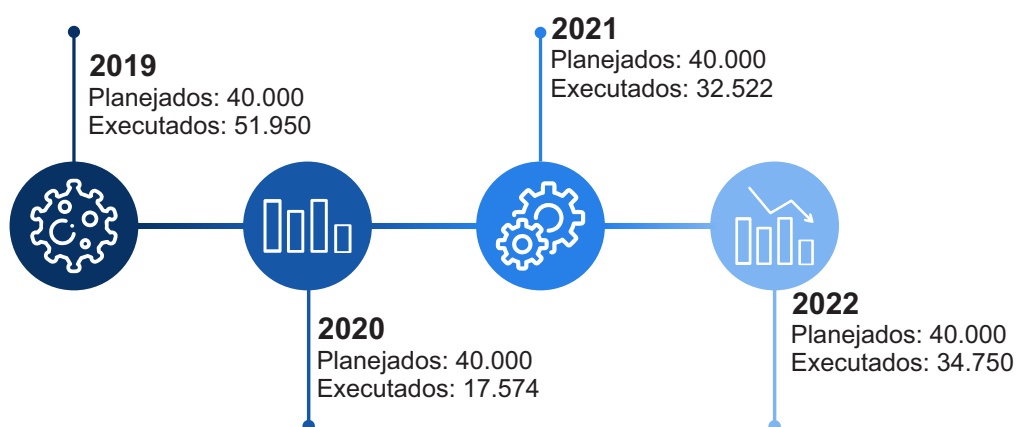 2019
Planejados: 40.000
Executados: 51.950
2020
Planejados: 40.000
Executados: 17.574
2021
Planejados: 40.000
Executados: 32.522
2022
Planejados: 40.000
Executados: 34.750